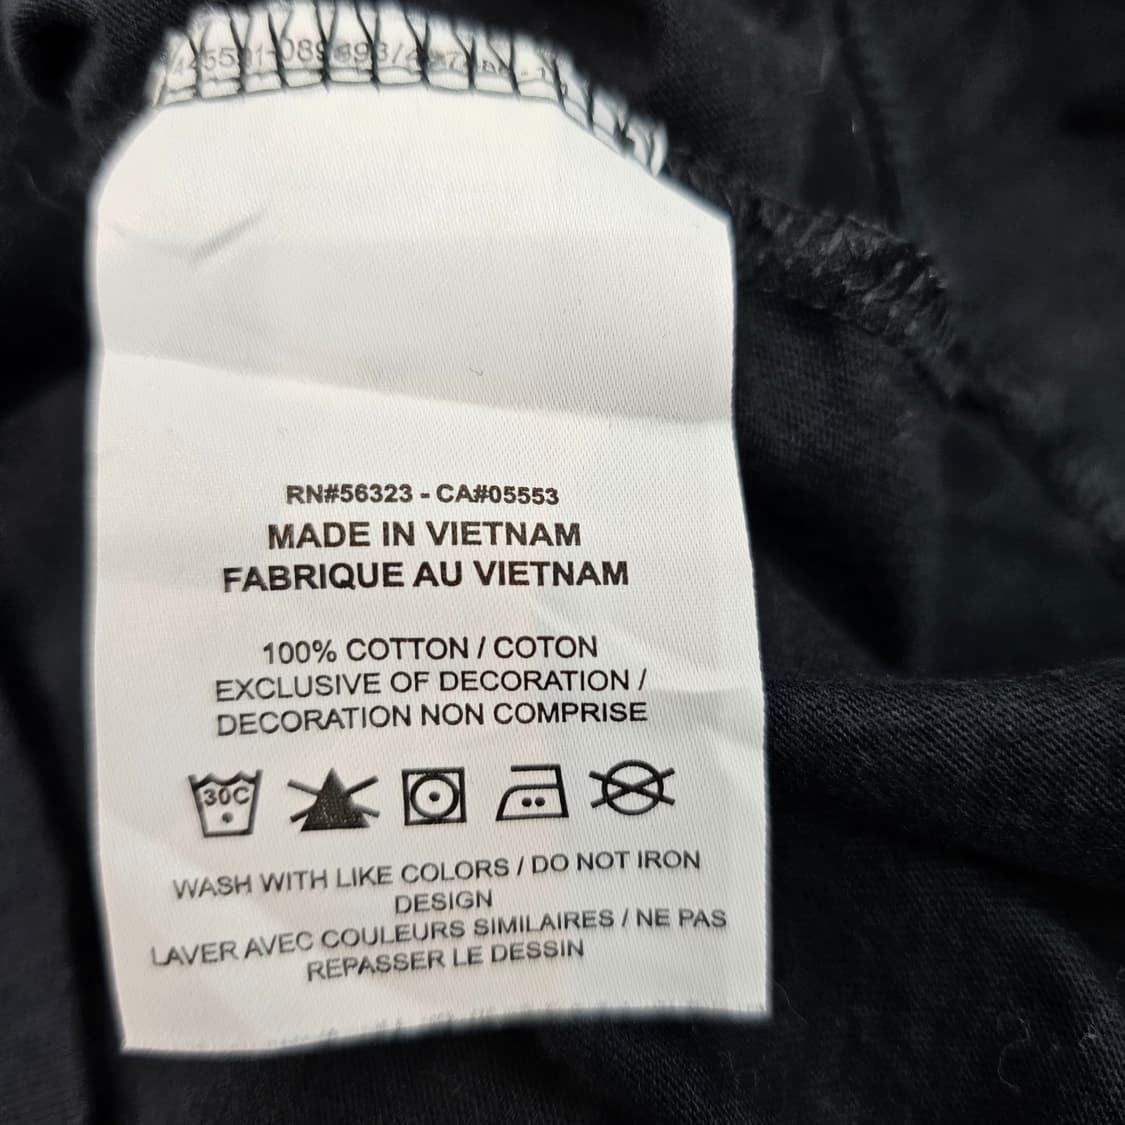 RN#56323 - CA#05553
MADE IN VIETNAM
FABRIQUE AU VIETNAM
100% COTTON / COTON
EXCLUSIVE OF DECORATION /
DECORATION NON COMPRISE
30C
WASH WITH LIKE COLORS / DO NOT IRON
DESIGN
LAVER AVEC COULEURS SIMILAIRES / NE PAS
REPASSER LE DESSIN